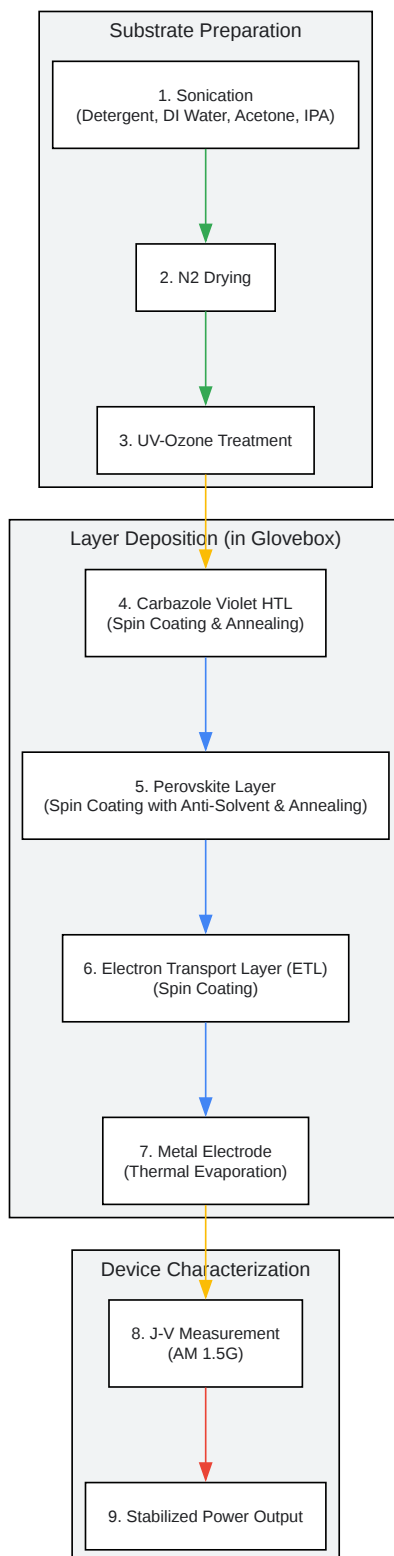 Substrate Preparation
1. Sonication
(Detergent, DI Water, Acetone, IPA)
2. N2 Drying
3. UV-Ozone Treatment
Layer Deposition (in Glovebox)
4. Carbazole Violet HTL
(Spin Coating & Annealing)
5. Perovskite Layer
(Spin Coating with Anti-Solvent & Annealing)
6. Electron Transport Layer (ETL)
(Spin Coating)
7. Metal Electrode
(Thermal Evaporation)
Device Characterization
8. J-V Measurement
(AM 1.5G)
9. Stabilized Power Output